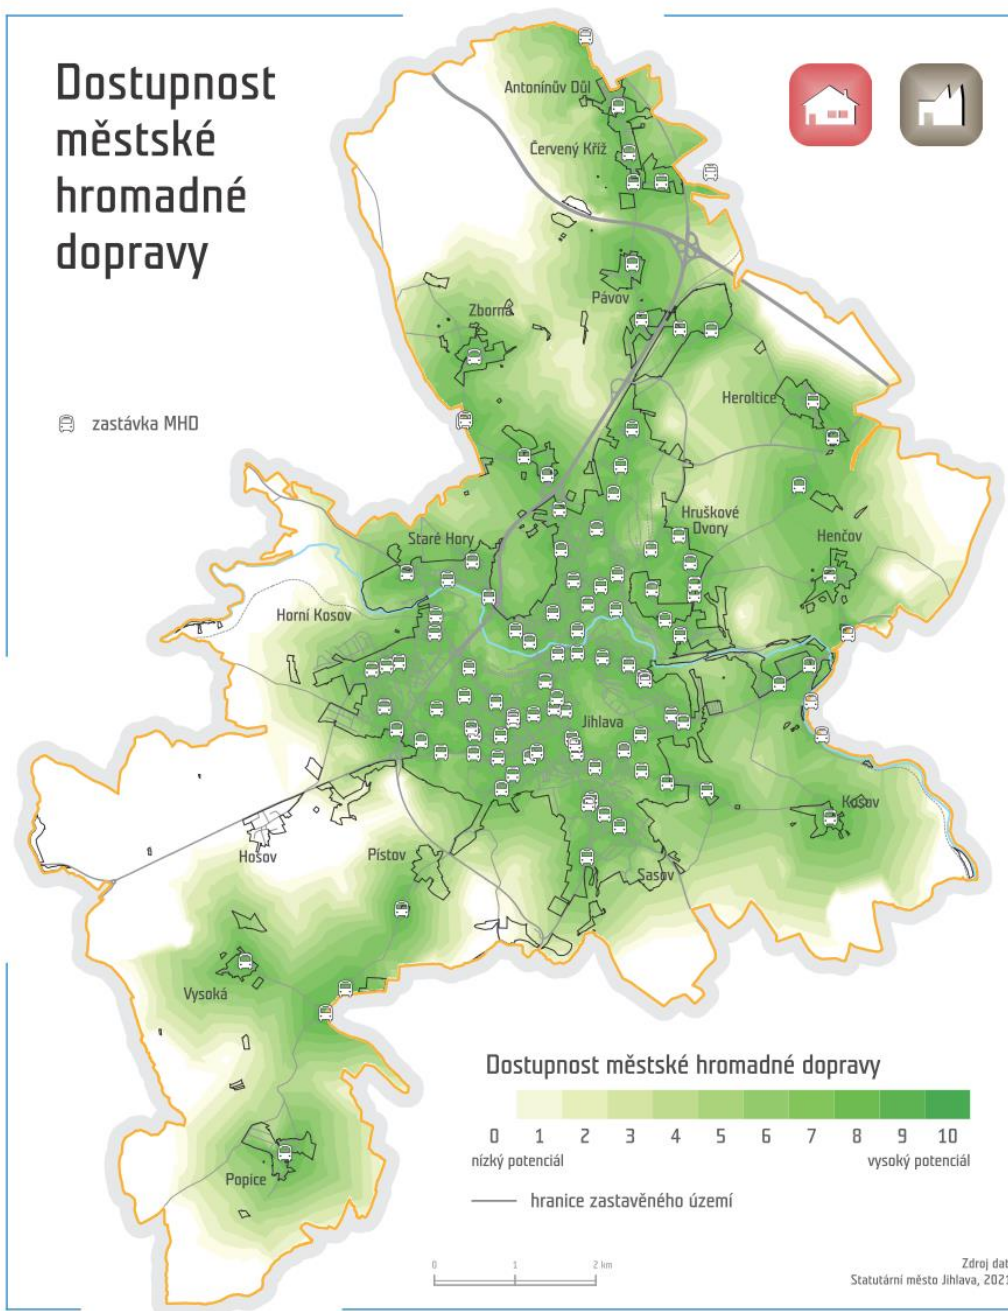 Dostupnost
městské
hromadné
dopravy
Antonínův Důl
Červený Kříž
Pávov
Zborná
zastávka MHD
Heroltice
Hruškové
Dvory
Staré Hory
Henčov
Horní Kosov
Jihlava
Kosov
Hosov
Pístov
Sasov
Vysoká
Popice
Dostupnost městské hromadné dopravy
0 1 2 3 4 5 6 7 8 9 10
nízký potenciál vysoký potenciál
hranice zastavěného území
0 1 2 km
Zdroj dat
Statutární město Jihlava, 2021